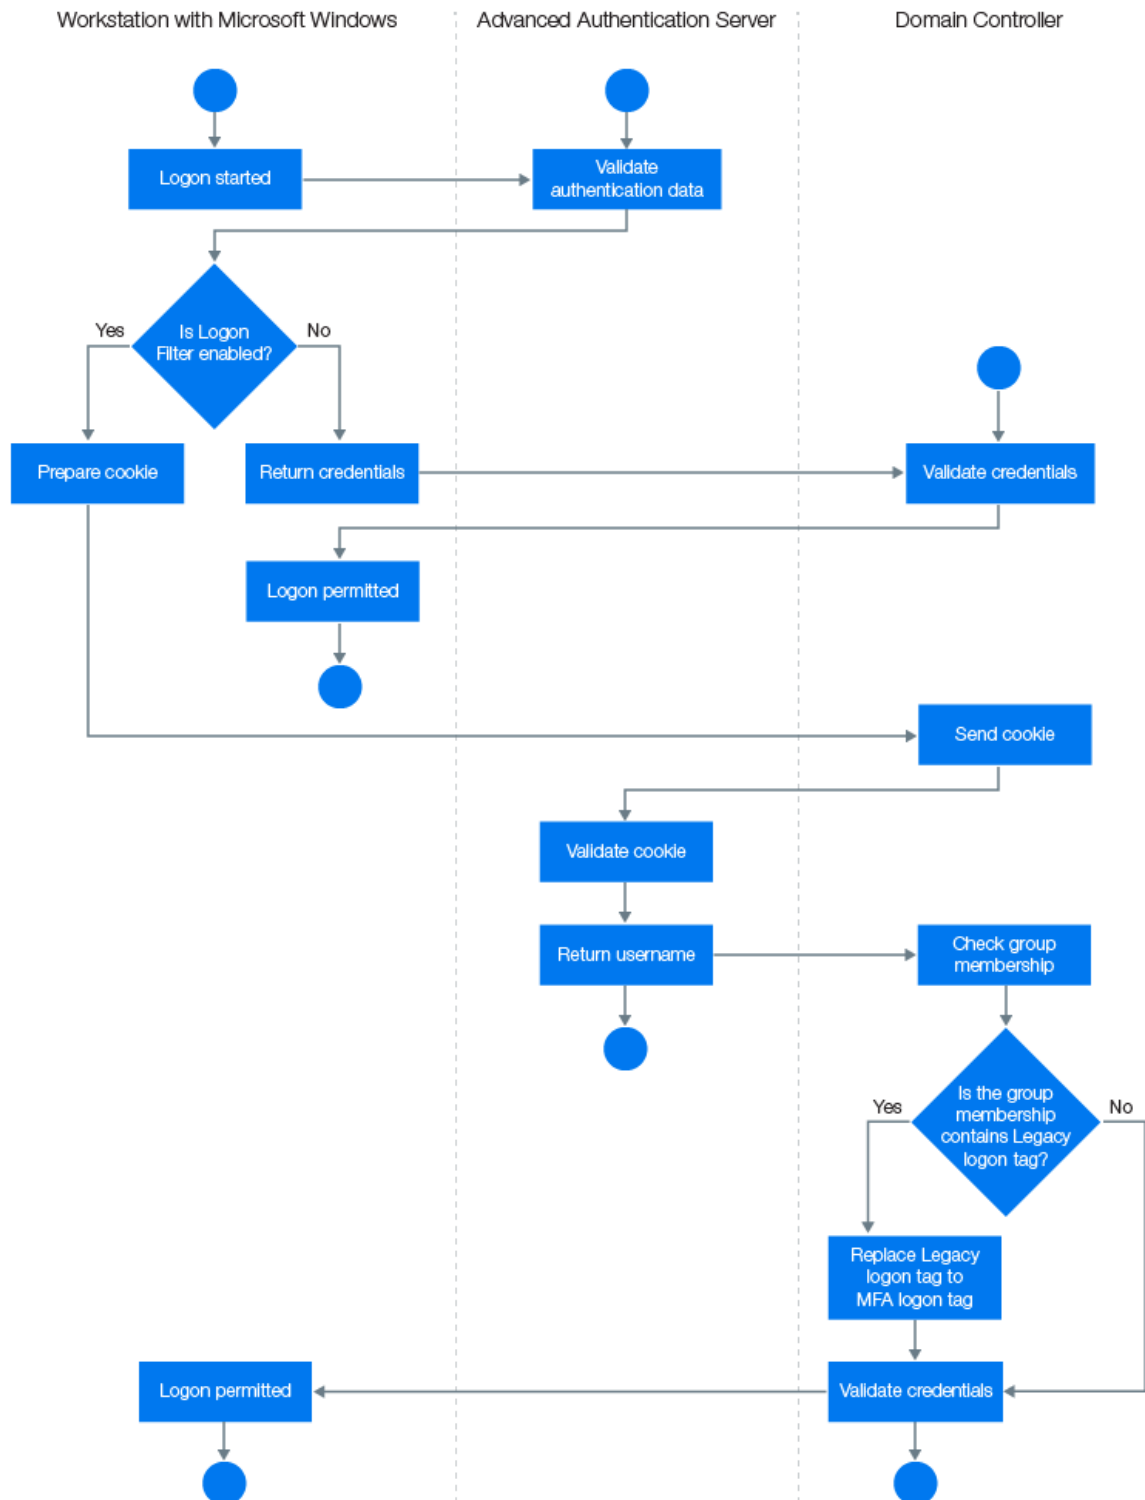 Workstation with Microsoft Windows
Advanced Authentication Server
Domain Controller
Logon started
Validate
authentication data
Yes
Is Logon
Filter enabled?
No
Prepare cookie
Return credentials
Validate credentials
Logon permitted
Send cookie
Validate cookie
Return username
Check group
membership
Yes
Is the group
membership
contains Legacy
logon tag?
No
Replace Legacy
logon tag to
MFA logon tag
Logon permitted
Validate credentials